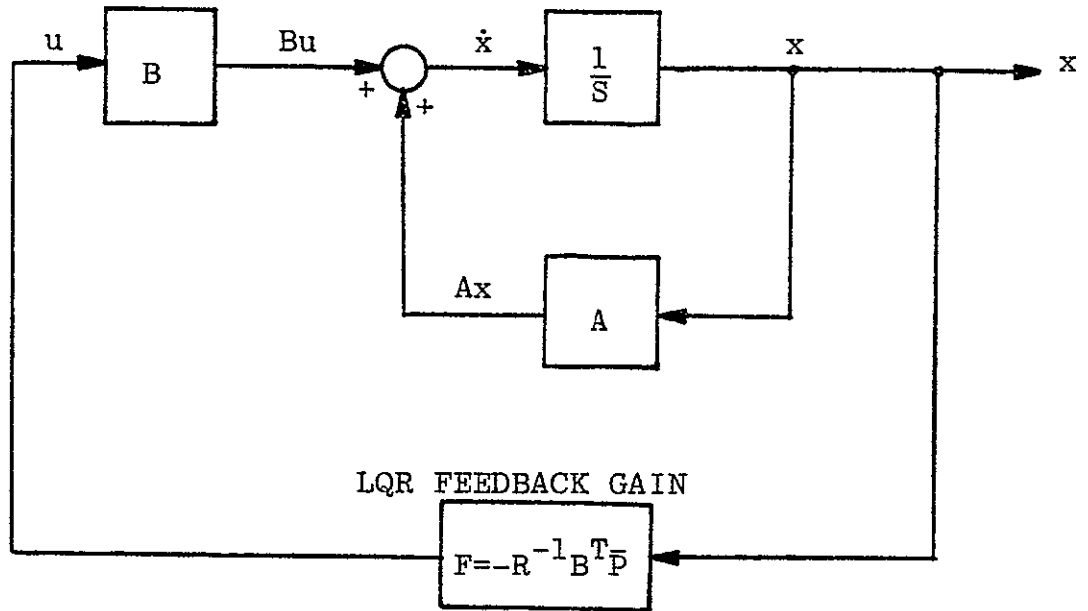 u
B
Bu
+
+
ẋ
1
S
x
x
Ax
A
LQR FEEDBACK GAIN
F=-R⁻¹BᵀP̄